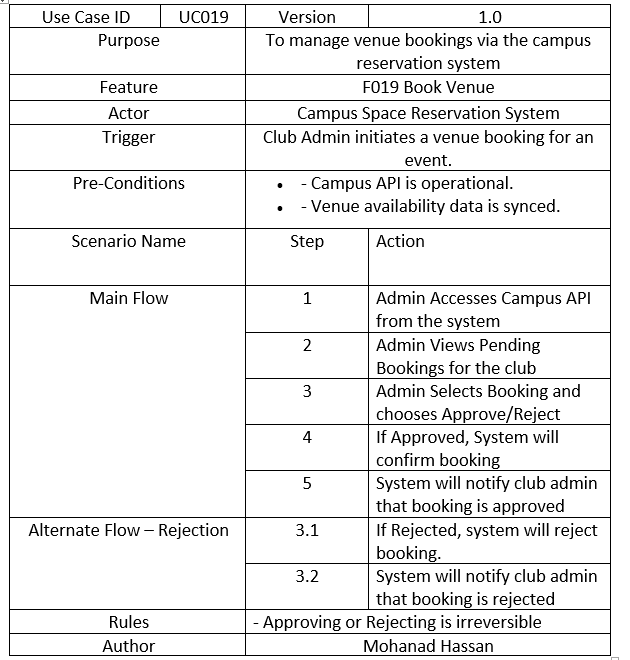 Use Case ID UC019 Version 1.0
Purpose To manage venue bookings via the campus
reservation system
Feature F019 Book Venue
Actor Campus Space Reservation System
Trigger Club Admin initiates a venue booking for an
event.
Pre-Conditions • - Campus API is operational.
• - Venue availability data is synced.
Scenario Name Step Action
Main Flow 1 Admin Accesses Campus API
from the system
2 Admin Views Pending
Bookings for the club
3 Admin Selects Booking and
chooses Approve/Reject
4 If Approved, System will
confirm booking
5 System will notify club admin
that booking is approved
Alternate Flow – Rejection 3.1 If Rejected, system will reject
booking.
3.2 System will notify club admin
that booking is rejected
Rules - Approving or Rejecting is irreversible
Author Mohanad Hassan